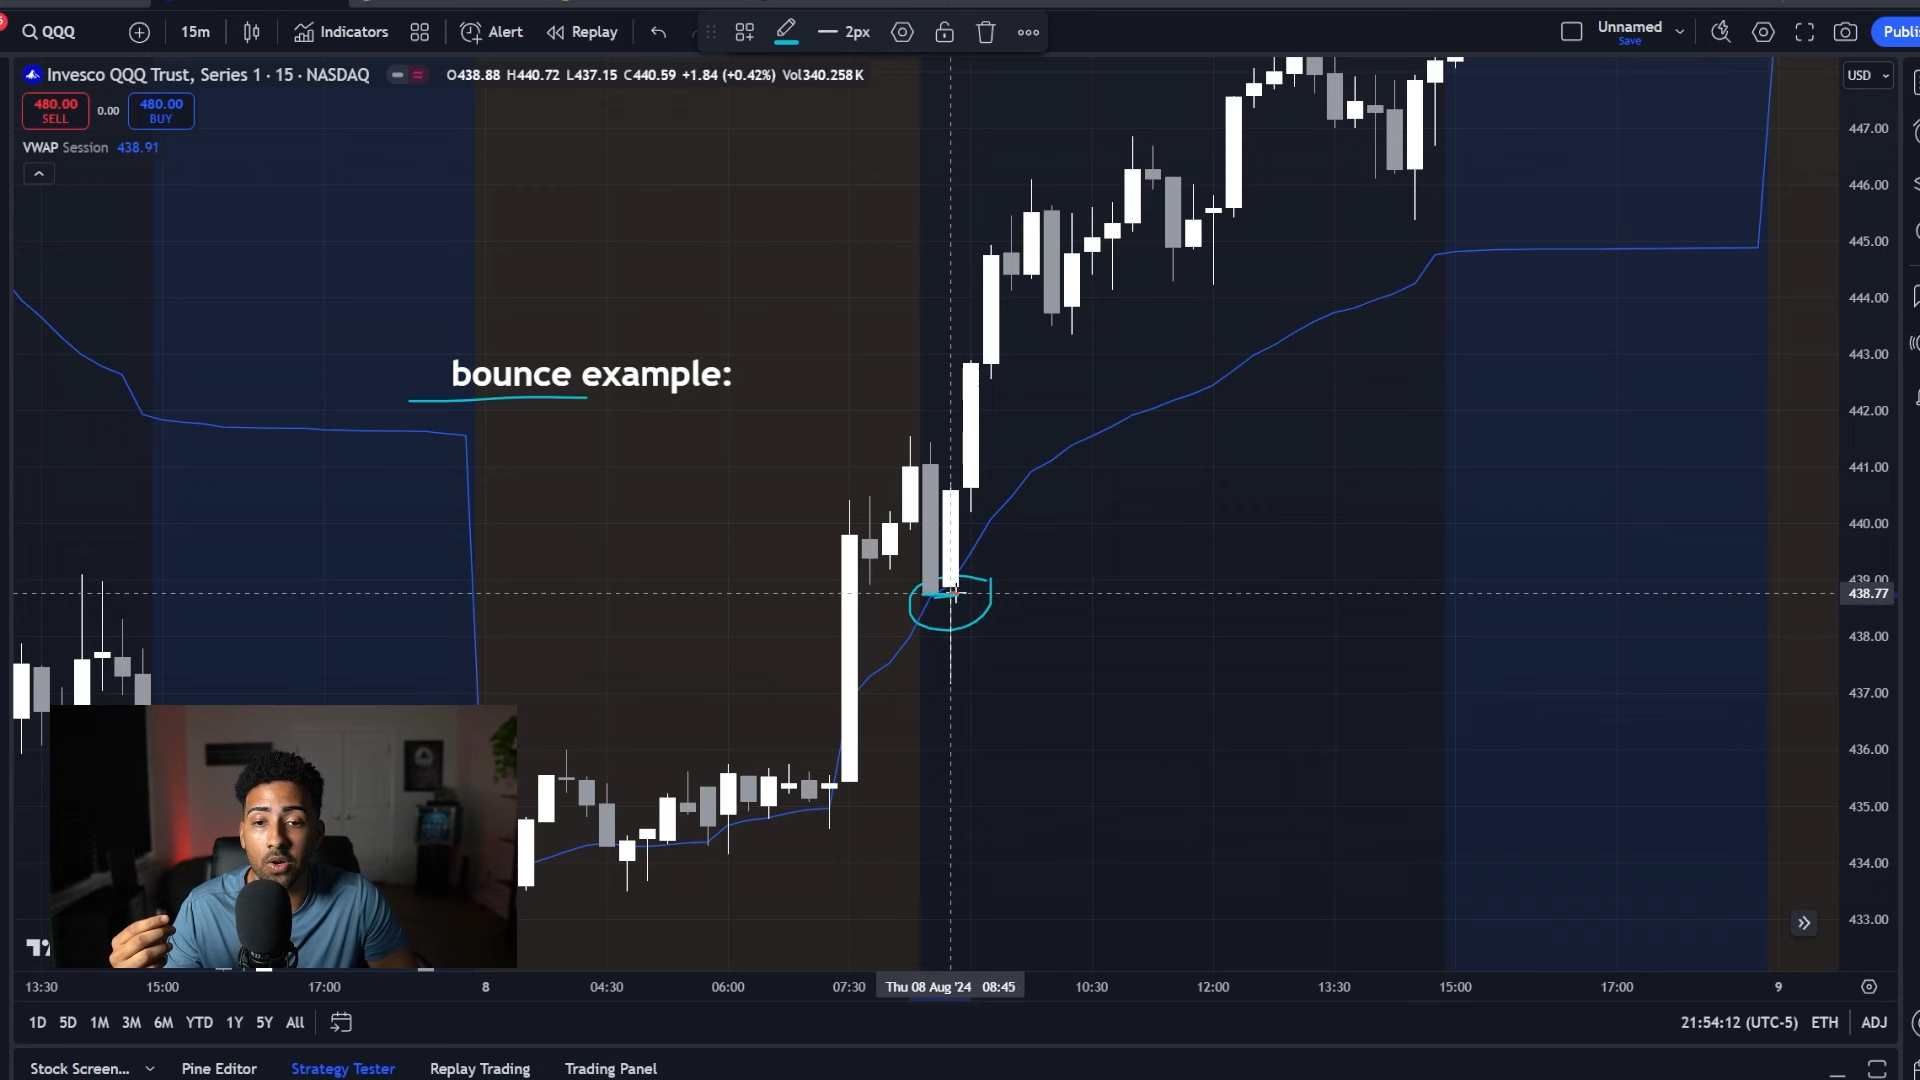 QQQ 15m Indicators Alert Replay 2px Unnamed
Save
Invesco QQQ Trust, Series 1 · 15 · NASDAQ O438.88 H440.72 L437.15 C440.59 +1.84 (+0.42%) Vol340.258K USD
480.00 0.00 480.00
SELL BUY
VWAP Session 438.91
447.00
446.00
445.00
444.00
443.00
bounce example:
442.00
441.00
440.00
439.00
438.77
438.00
437.00
436.00
435.00
434.00
433.00
13:30 15:00 17:00 8 04:30 06:00 07:30 Thu 08 Aug '24 08:45 10:30 12:00 13:30 15:00 17:00 9
1D 5D 1M 3M 6M YTD 1Y 5Y All 21:54:12 (UTC-5) ETH ADJ
Stock Screen... Pine Editor Strategy Tester Replay Trading Trading Panel